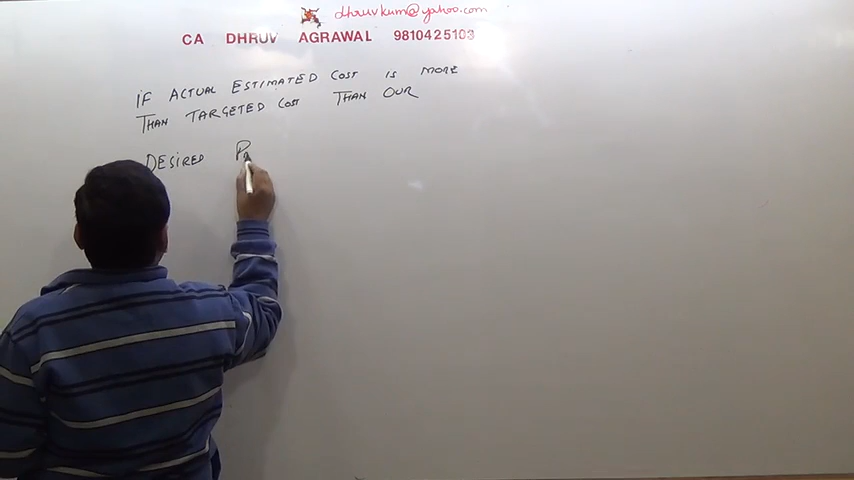 dhruvkum@yahoo.com
CA DHRUV AGRAWAL 9810425103
IF ACTUAL ESTIMATED COST IS MORE
THAN TARGETED COST THAN OUR
DESIRED